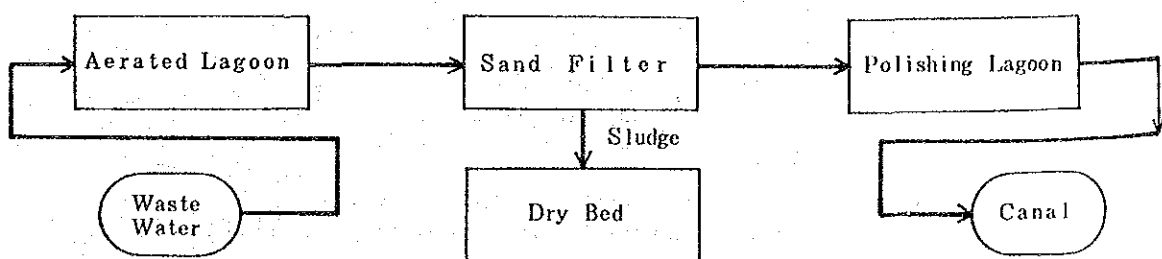 Aerated Lagoon
Sand Filter
Polishing Lagoon
Sludge
Waste
Water
Dry Bed
Canal